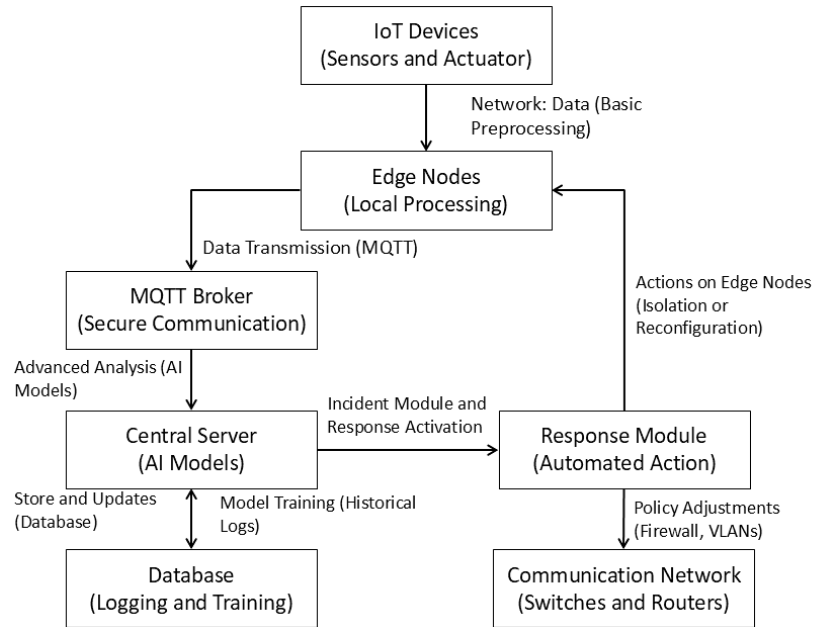 IoT Devices
(Sensors and Actuator)
Network: Data (Basic
Preprocessing)
Edge Nodes
(Local Processing)
Data Transmission (MQTT)
MQTT Broker
(Secure Communication)
Actions on Edge Nodes
(Isolation or
Reconfiguration)
Advanced Analysis (AI
Models)
Incident Module and
Response Activation
Central Server
(AI Models)
Response Module
(Automated Action)
Store and Updates
(Database)
Model Training (Historical
Logs)
Policy Adjustments
(Firewall, VLANs)
Database
(Logging and Training)
Communication Network
(Switches and Routers)